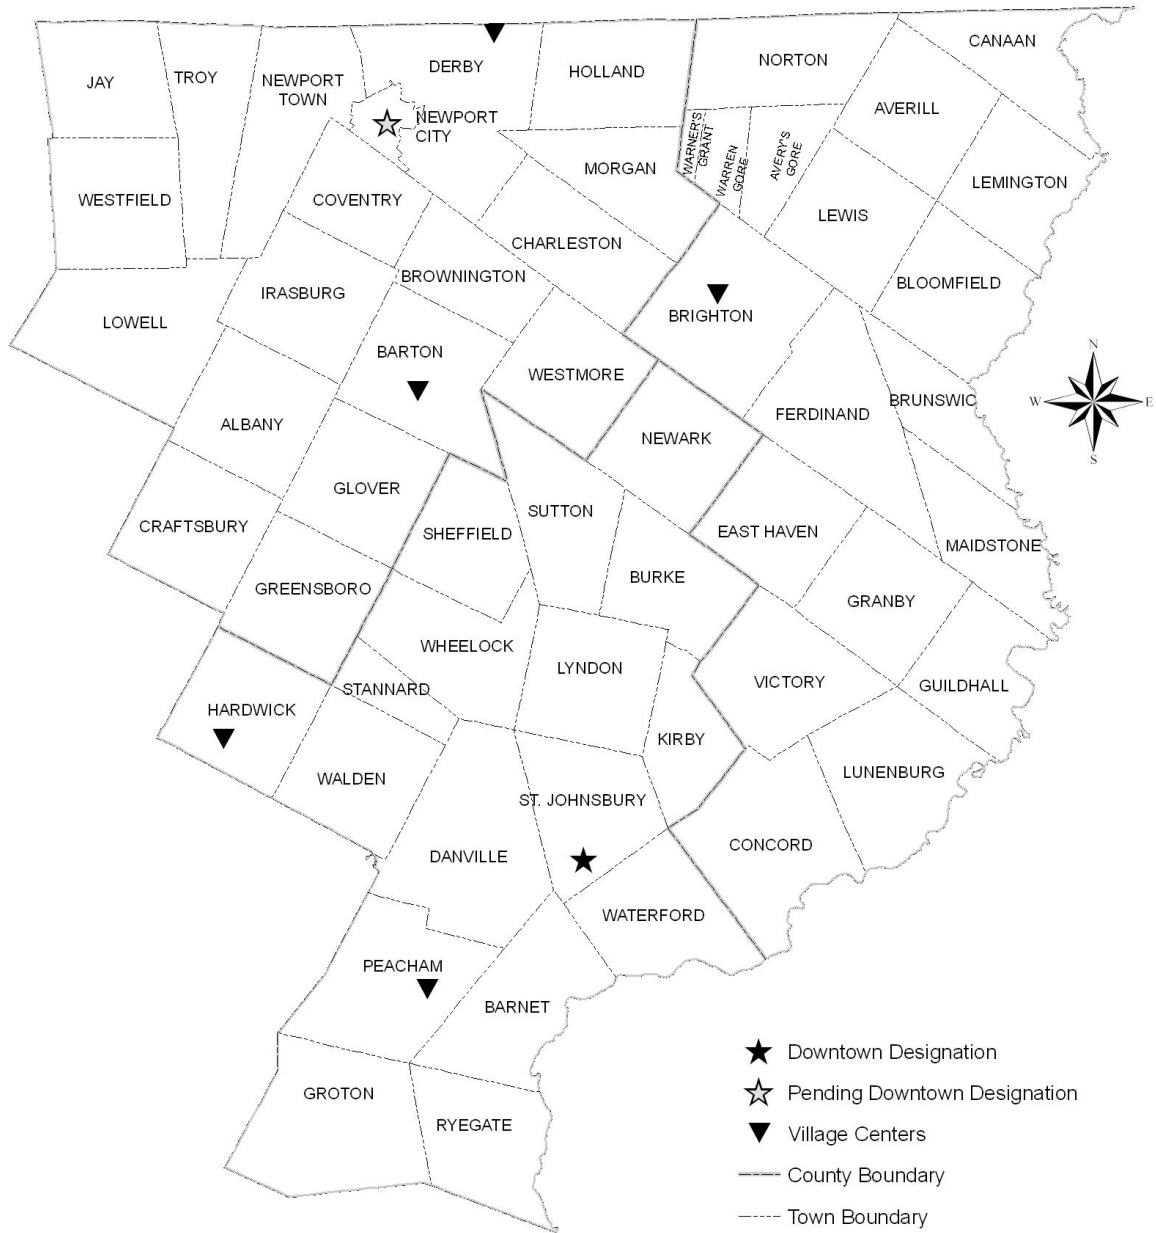 CANAAN
NORTON
DERBY
HOLLAND
JAY
TROY
NEWPORT
TOWN
AVERILL
NEWPORT
CITY
WARNER'S
GRANT
WARREN
GORE
AVERY'S
GORE
MORGAN
LEMINGTON
WESTFIELD
COVENTRY
LEWIS
CHARLESTON
BROWNINGTON
BLOOMFIELD
IRASBURG
BRIGHTON
LOWELL
BARTON
N
WESTMORE
W
E
BRUNSWIC
FERDINAND
ALBANY
NEWARK
S
GLOVER
SUTTON
CRAFTSBURY
SHEFFIELD
EAST HAVEN
MAIDSTONE
BURKE
GREENSBORO
GRANBY
WHEELOCK
LYNDON
VICTORY
GUILDHALL
STANNARD
HARDWICK
KIRBY
WALDEN
LUNENBURG
ST. JOHNSBURY
DANVILLE
CONCORD
WATERFORD
PEACHAM
BARNET
GROTON
RYEGATE
Downtown Designation
Pending Downtown Designation
Village Centers
County Boundary
Town Boundary